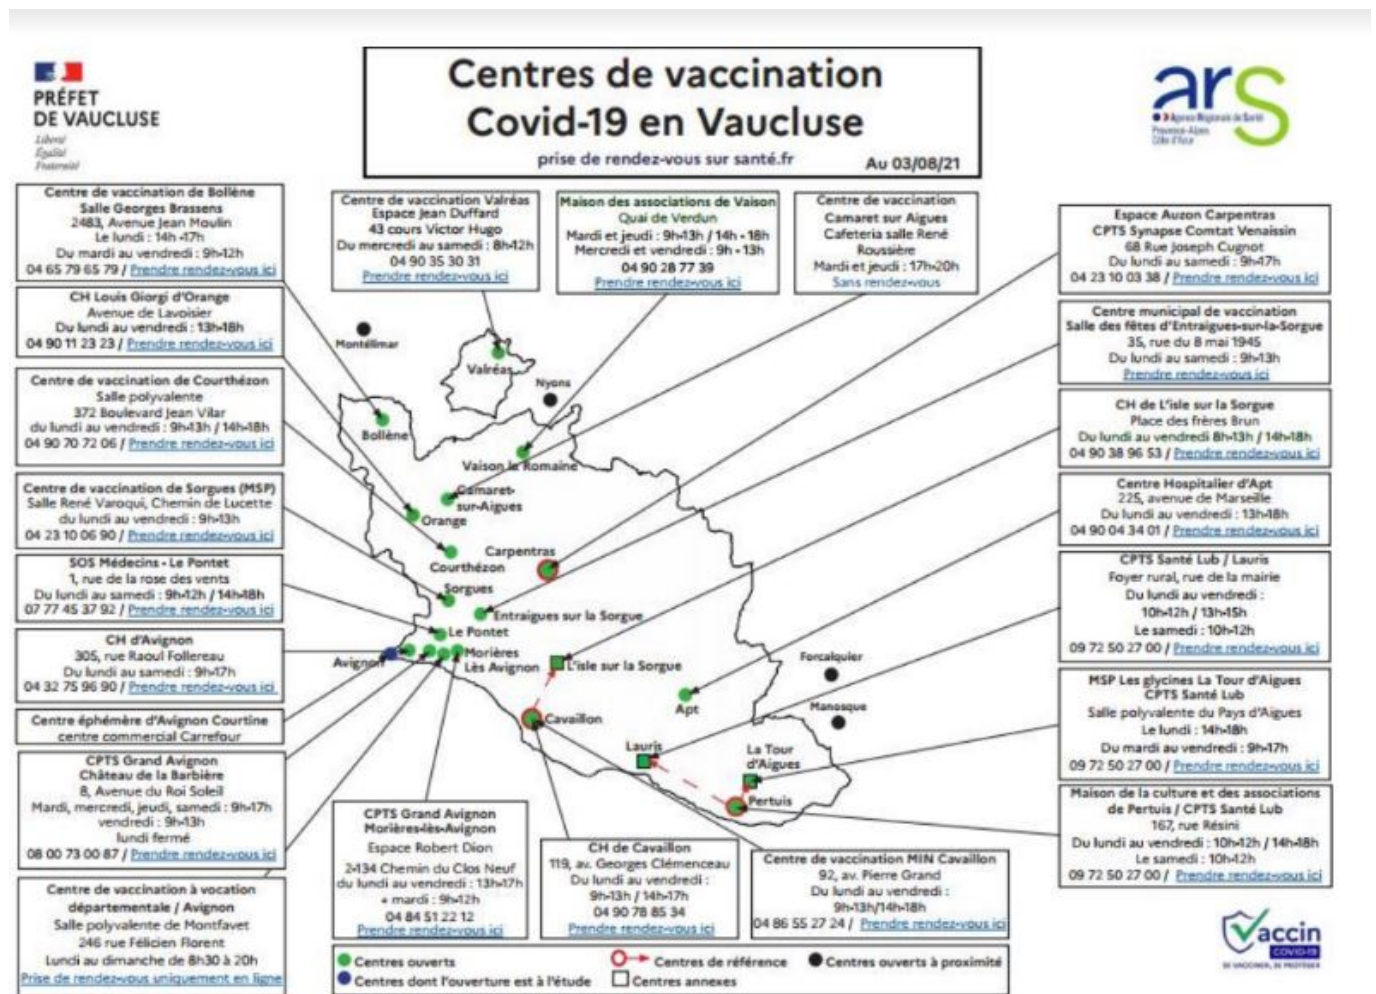 PRÉFET
DE VAUCLUSE
Liberté
Égalité
Fraternité
Centres de vaccination
Covid-19 en Vaucluse
prise de rendez-vous sur santé.fr
Au 03/08/21
ars
Agence Régionale de Santé
Provence-Alpes
Côte d'Azur
Centre de vaccination de Bollène
Salle Georges Brassens
2483, Avenue Jean Moulin
Le lundi : 14h -17h
Du mardi au vendredi : 9h-12h
04 65 79 65 79 / Prendre rendez-vous ici
CH Louis Giorgi d'Orange
Avenue de Lavoisier
Du lundi au vendredi : 13h-18h
04 90 11 23 23 / Prendre rendez-vous ici
Centre de vaccination de Courthézon
Salle polyvalente
372 Boulevard Jean Vilar
du lundi au vendredi : 9h-13h / 14h-18h
04 90 70 72 06 / Prendre rendez-vous ici
Centre de vaccination de Sorgues (MSP)
Salle René Varoqui, Chemin de Lucette
du lundi au vendredi : 9h-13h
04 23 10 06 90 / Prendre rendez-vous ici
SOS Médecins - Le Pontet
1, rue de la rose des vents
Du lundi au samedi : 9h-12h / 14h-18h
07 77 45 37 92 / Prendre rendez-vous ici
CH d'Avignon
305, rue Raoul Follereau
Du lundi au samedi : 9h-17h
04 32 75 96 90 / Prendre rendez-vous ici
Centre éphémère d'Avignon Courtine
centre commercial Carrefour
CPTS Grand Avignon
Château de la Barbière
8, Avenue du Roi Soleil
Mardi, mercredi, jeudi, samedi : 9h-17h
vendredi : 9h-13h
lundi fermé
08 00 73 00 87 / Prendre rendez-vous ici
Centre de vaccination à vocation
départementale / Avignon
Salle polyvalente de Montfavet
246 rue Félicien Florent
Lundi au dimanche de 8h30 à 20h
Prise de rendez-vous uniquement en ligne
Centre de vaccination Valréas
Espace Jean Duffard
43 cours Victor Hugo
Du mercredi au samedi : 8h-12h
04 90 35 30 31
Prendre rendez-vous ici
Maison des associations de Vaison
Quai de Verdun
Mardi et jeudi : 9h-13h / 14h - 18h
Mercredi et vendredi : 9h - 13h
04 90 28 77 39
Prendre rendez-vous ici
Centre de vaccination
Camaret sur Aigues
Cafeteria salle René
Roussière
Mardi et jeudi : 17h-20h
Sans rendez-vous
Montélimar
Valréas
Nyons
Bollène
Vaison la Romaine
Camaret-
sur-Aigues
Orange
Carpentras
Courthézon
Sorgues
Entraigues sur la Sorgue
Le Pontet
Avignon
Morières
Lès Avignon
L'isle sur la Sorgue
Cavaillon
Apt
Forcalquier
Manosque
Lauris
La Tour
d'Aigues
Pertuis
CPTS Grand Avignon
Morières-lès-Avignon
Espace Robert Dion
2-134 Chemin du Clos Neuf
du lundi au vendredi : 13h-17h
+ mardi : 9h-12h
04 84 51 22 12
Prendre rendez-vous ici
CH de Cavaillon
119, av. Georges Clémenceau
Du lundi au vendredi :
9h-13h / 14h-17h
04 90 78 85 34
Prendre rendez-vous ici
Centre de vaccination MIN Cavaillon
92, av. Pierre Grand
Du lundi au vendredi :
9h-13h/14h-18h
04 86 55 27 24 / Prendre rendez-vous ici
Espace Auzon Carpentras
CPTS Synapse Comtat Venaissin
68 Rue Joseph Cugnot
Du lundi au samedi : 9h-17h
04 23 10 03 38 / Prendre rendez-vous ici
Centre municipal de vaccination
Salle des fêtes d'Entraigues-sur-la-Sorgue
35, rue du 8 mai 1945
Du lundi au samedi : 9h-13h
Prendre rendez-vous ici
CH de L'isle sur la Sorgue
Place des frères Brun
Du lundi au vendredi 8h-13h / 14h-18h
04 90 38 96 53 / Prendre rendez-vous ici
Centre Hospitalier d'Apt
225, avenue de Marseille
Du lundi au vendredi : 13h-18h
04 90 04 34 01 / Prendre rendez-vous ici
CPTS Santé Lub / Lauris
Foyer rural, rue de la mairie
Du lundi au vendredi :
10h-12h / 13h-15h
Le samedi : 10h-12h
09 72 50 27 00 / Prendre rendez-vous ici
MSP Les glycines La Tour d'Aigues
CPTS Santé Lub
Salle polyvalente du Pays d'Aigues
Le lundi : 14h-18h
Du mardi au vendredi : 9h-17h
09 72 50 27 00 / Prendre rendez-vous ici
Maison de la culture et des associations
de Pertuis / CPTS Santé Lub
167, rue Résini
Du lundi au vendredi : 10h-12h / 14h-18h
Le samedi : 10h-12h
09 72 50 27 00 / Prendre rendez-vous ici
Centres ouverts
Centres de référence
Centres ouverts à proximité
Centres dont l'ouverture est à l'étude
Centres annexes
Vaccin
COVID-19
SE VACCINER, SE PROTÉGER